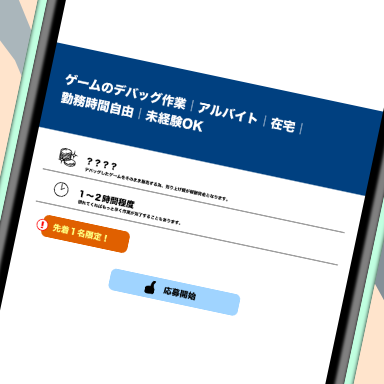 ゲームのデバッグ作業｜アルバイト｜在宅｜
勤務時間自由｜未経験OK
？？？？
デバッグしたゲームをそのまま販売する為、売り上げ額が報酬資金となります。
1～2時間程度
慣れてくればもっと早く作業が完了することもあります。
! 先着1名限定！
応募開始